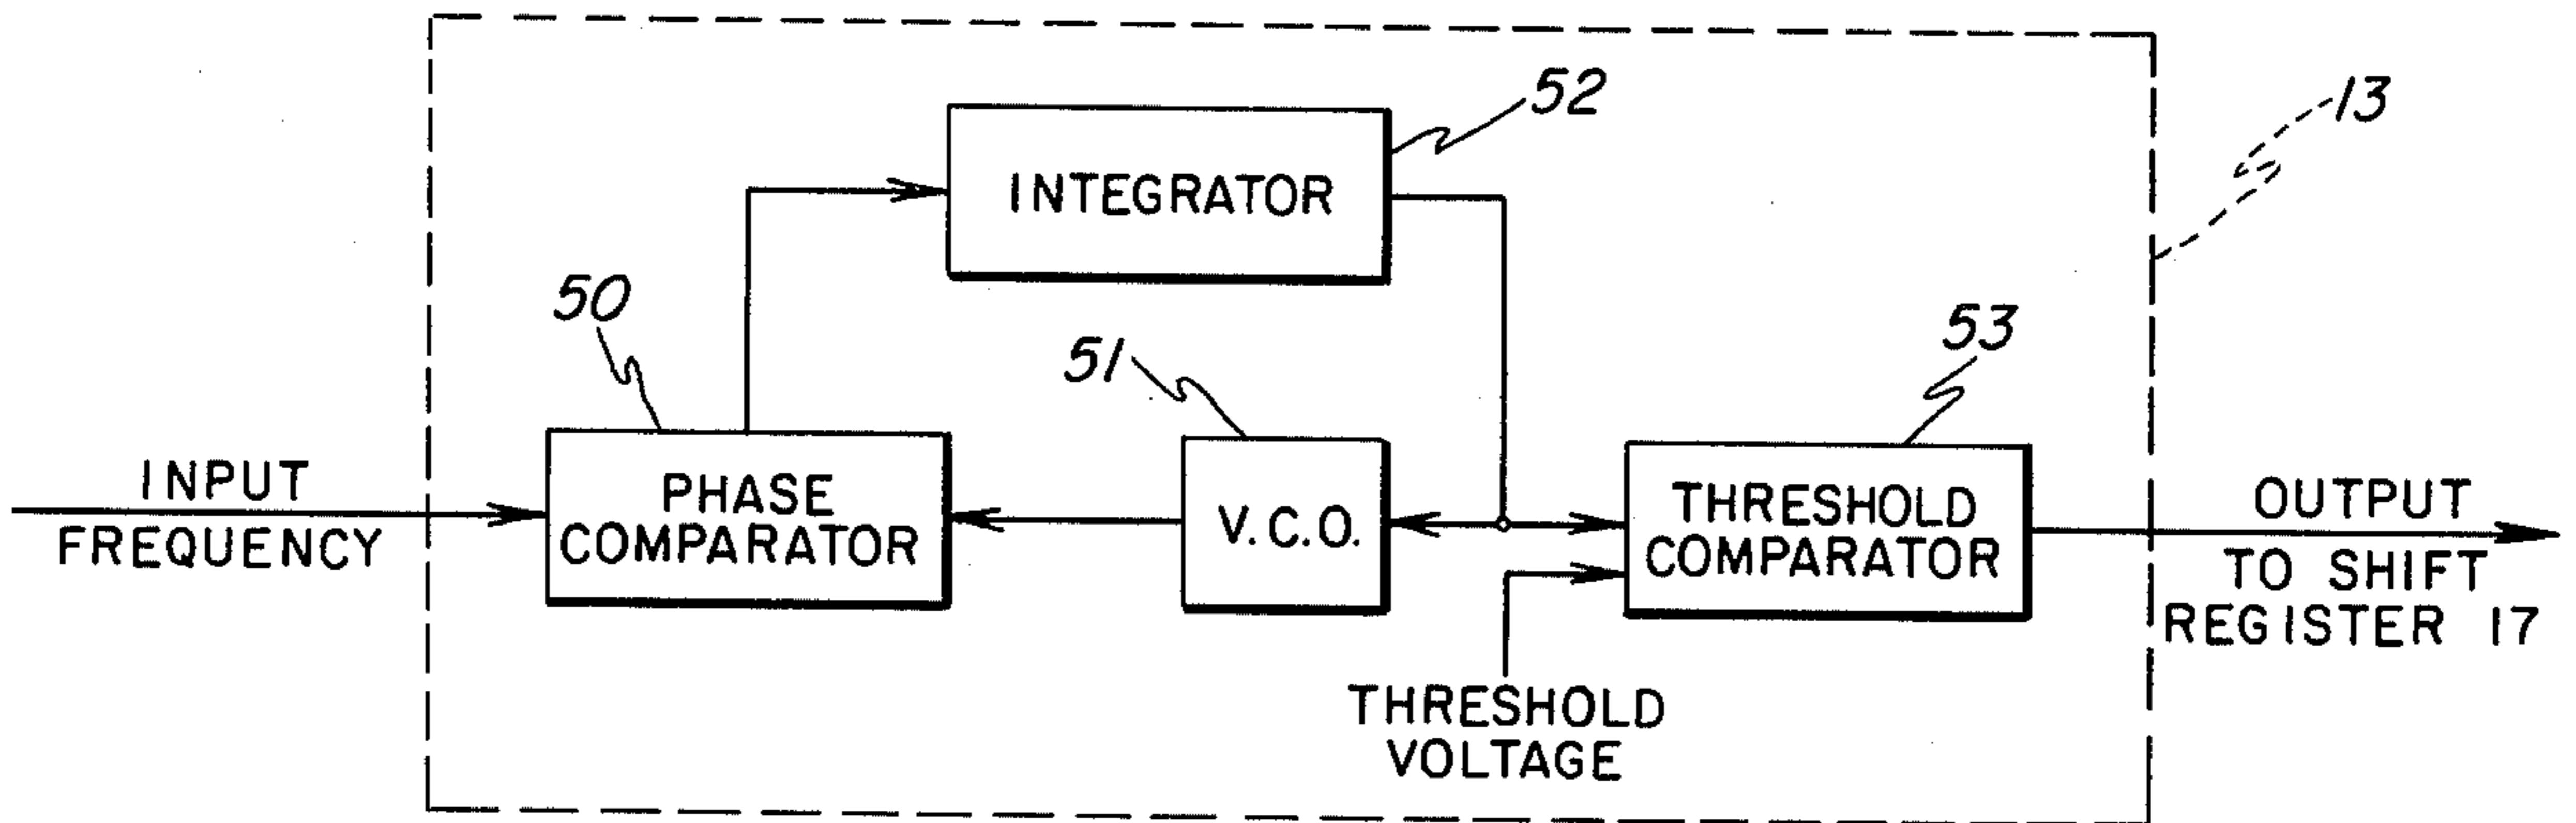 52
13
INTEGRATOR
50
53
51
INPUT
FREQUENCY
PHASE
COMPARATOR
V.C.O.
THRESHOLD
COMPARATOR
OUTPUT
TO SHIFT
REGISTER 17
THRESHOLD
VOLTAGE